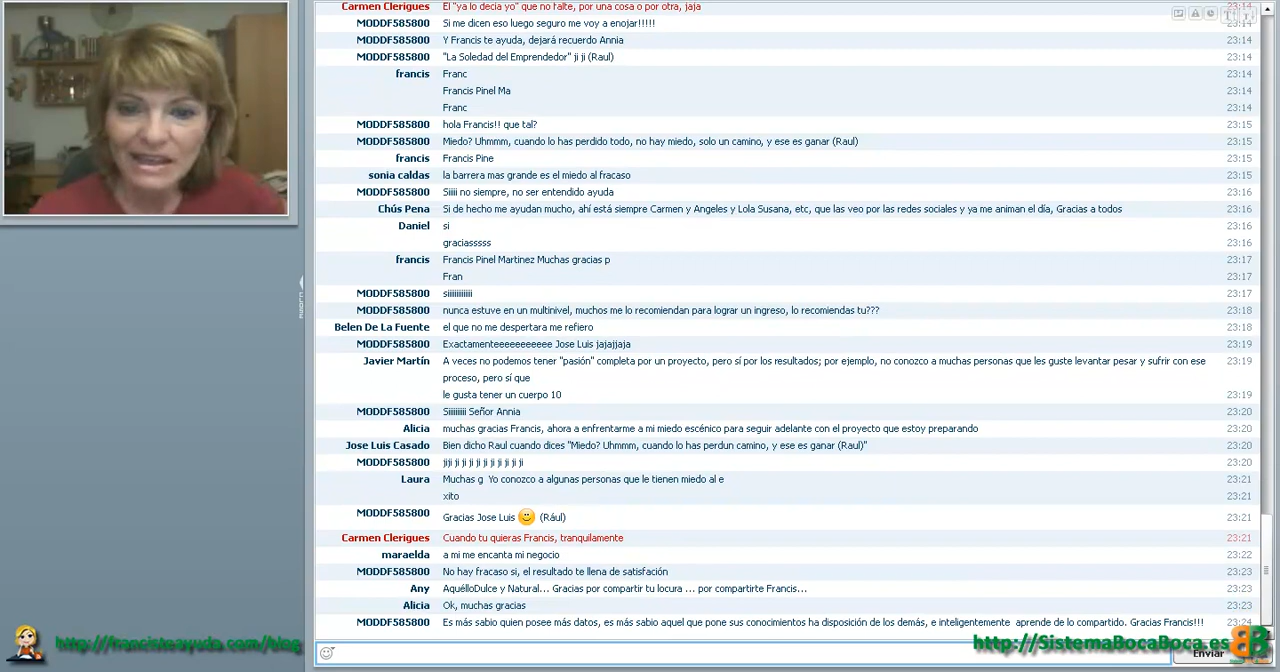 Carmen Clerigues El "ya lo decia yo" que no falte, por una cosa o por otra, jaja 23:14
MODDF585800 Si me dicen eso luego seguro me voy a enojar!!!!! 23:14
MODDF585800 Y Francis te ayuda, dejará recuerdo Annia 23:14
MODDF585800 "La Soledad del Emprendedor" ji ji (Raul) 23:14
francis Franc 23:14
Francis Pinel Ma 23:14
Franc 23:14
MODDF585800 hola Francis!! que tal? 23:15
MODDF585800 Miedo? Uhmmm, cuando lo has perdido todo, no hay miedo, solo un camino, y ese es ganar (Raul) 23:15
francis Francis Pine 23:15
sonia caldas la barrera mas grande es el miedo al fracaso 23:15
MODDF585800 Siiii no siempre, no ser entendido ayuda 23:16
Chús Pena Si de hecho me ayudan mucho, ahí está siempre Carmen y Angeles y Lola Susana, etc, que las veo por las redes sociales y ya me animan el día, Gracias a todos 23:16
Daniel si 23:16
graciasssss 23:16
francis Francis Pinel Martinez Muchas gracias p 23:17
Fran 23:17
MODDF585800 siiiiiiiiiiii 23:17
MODDF585800 nunca estuve en un multinivel, muchos me lo recomiendan para lograr un ingreso, lo recomiendas tu??? 23:18
Belen De La Fuente el que no me despertara me refiero 23:18
MODDF585800 Exactamenteeeeeeeeeee Jose Luis jajajjaja 23:19
Javier Martín A veces no podemos tener "pasión" completa por un proyecto, pero sí por los resultados; por ejemplo, no conozco a muchas personas que les guste levantar pesar y sufrir con ese 23:19
proceso, pero sí que
le gusta tener un cuerpo 10 23:19
MODDF585800 Siiiiiiii Señor Annia 23:20
Alicia muchas gracias Francis, ahora a enfrentarme a mi miedo escénico para seguir adelante con el proyecto que estoy preparando 23:20
Jose Luis Casado Bien dicho Raul cuando dices "Miedo? Uhmmm, cuando lo has perdun camino, y ese es ganar (Raul)" 23:20
MODDF585800 jiji ji ji ji ji ji ji ji ji ji ji 23:20
Laura Muchas g Yo conozco a algunas personas que le tienen miedo al e 23:21
xito 23:21
MODDF585800 Gracias Jose Luis (Rául) 23:21
Carmen Clerigues Cuando tu quieras Francis, tranquilamente 23:21
maraelda a mi me encanta mi negocio 23:22
MODDF585800 No hay fracaso si, el resultado te llena de satisfación 23:23
Any AquélloDulce y Natural... Gracias por compartir tu locura ... por compartirte Francis... 23:23
Alicia Ok, muchas gracias 23:23
MODDF585800 Es más sabio quien posee más datos, es más sabio aquel que pone sus conocimientos ha disposición de los demás, e inteligentemente aprende de lo compartido. Gracias Francis!!! 23:24
http://francisteayuda.com/blog
http://SistemaBocaBoca.es
Enviar